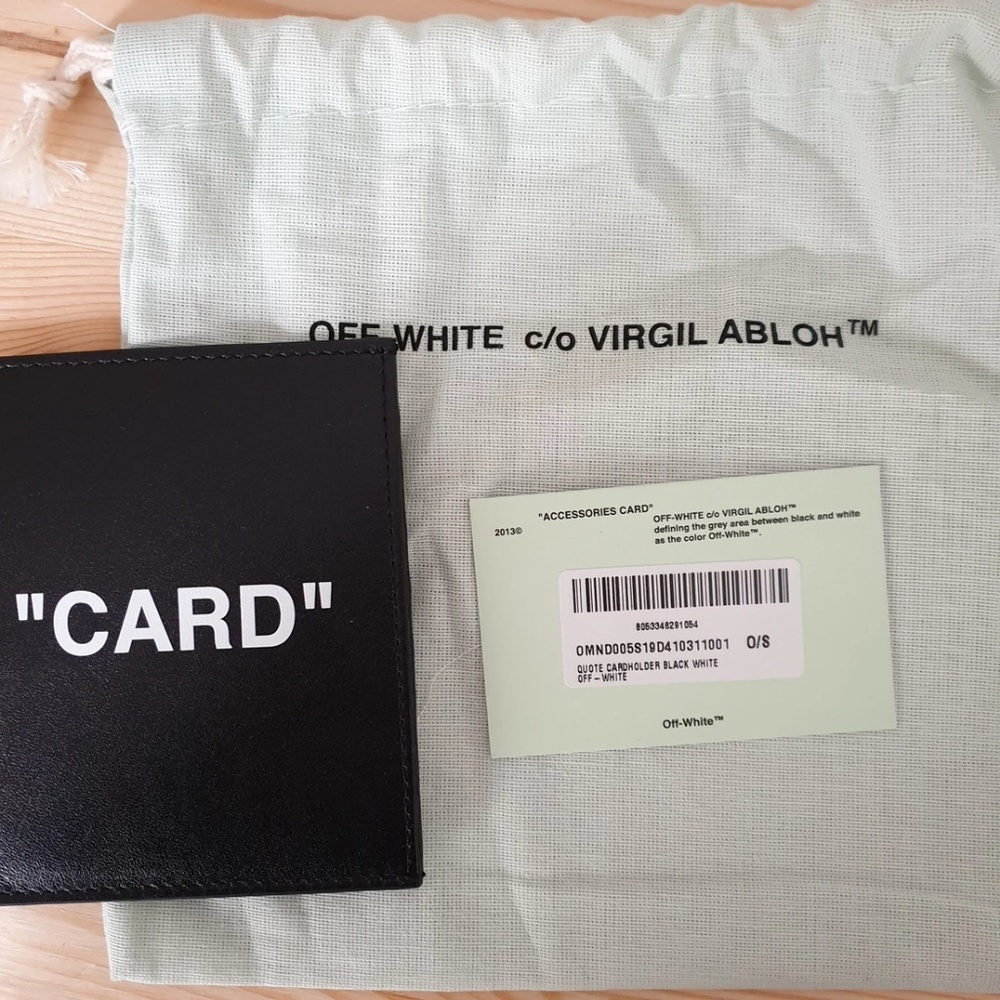 OFF-WHITE c/o VIRGIL ABLOH™
"CARD"
2013©
"ACCESSORIES CARD"
OFF-WHITE c/o VIRGIL ABLOH™
defining the grey area between black and white
as the color Off-White™.
8053346291054
OMND005S19D410311001 O/S
QUOTE CARDHOLDER BLACK WHITE
OFF-WHITE
Off-White™